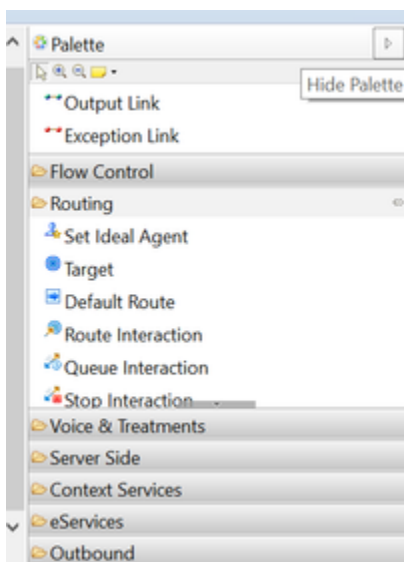 Palette
Hide Palette
Output Link
Exception Link
Flow Control
Routing
Set Ideal Agent
Target
Default Route
Route Interaction
Queue Interaction
Stop Interaction
Voice & Treatments
Server Side
Context Services
eServices
Outbound